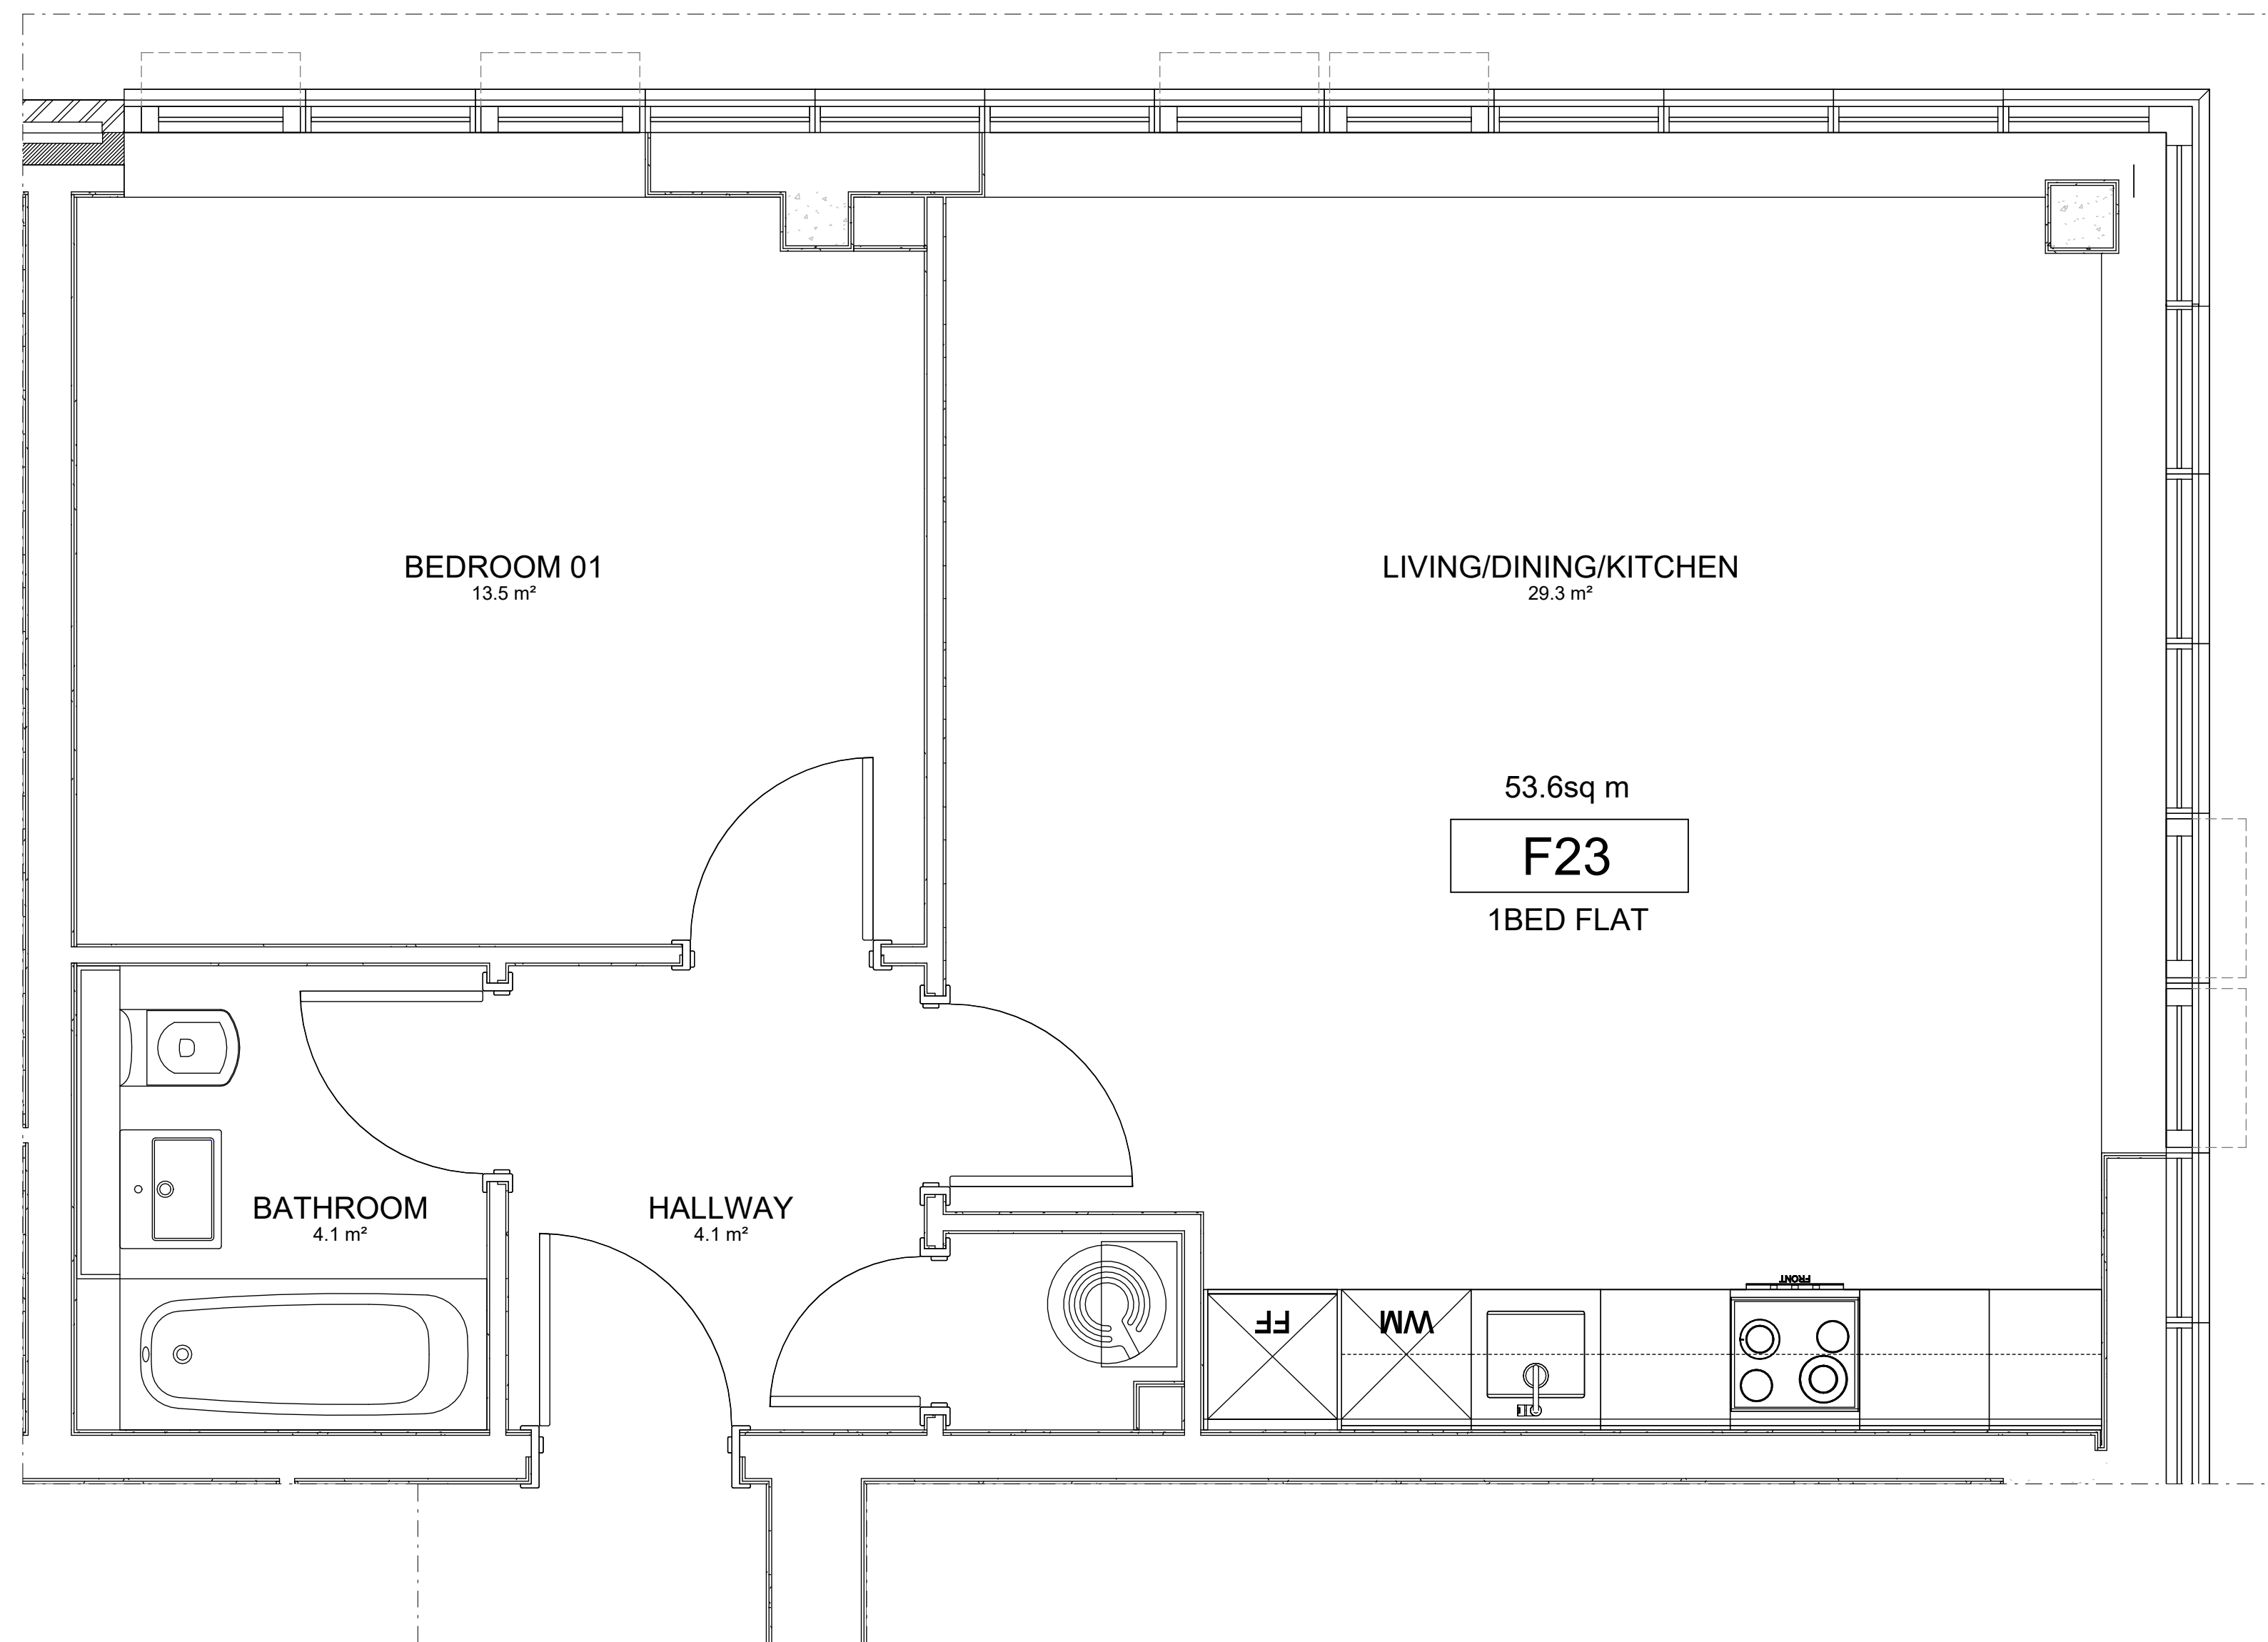 BEDROOM 01
13.5 m²
LIVING/DINING/KITCHEN
29.3 m²
53.6sq m
F23
1BED FLAT
BATHROOM
4.1 m²
HALLWAY
4.1 m²
FRONT
FF
WM